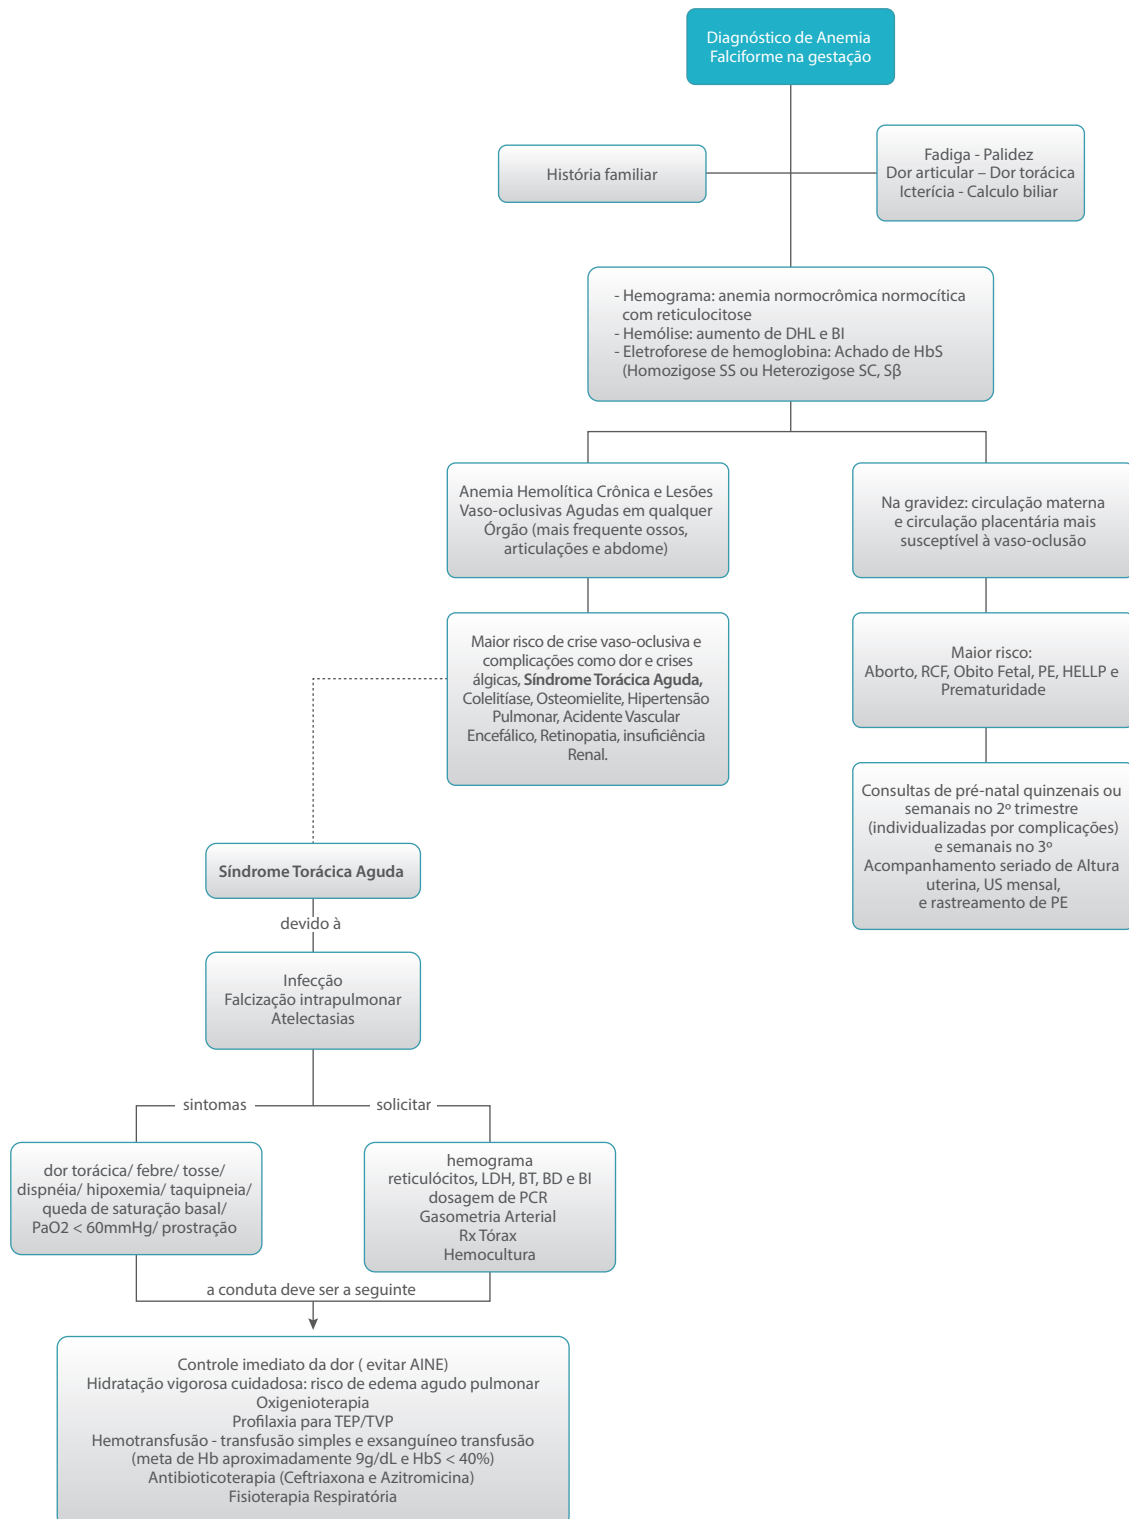 Diagnóstico de Anemia
Falciforme na gestação
História familiar
Fadiga - Palidez
Dor articular – Dor torácica
Icterícia - Calculo biliar
- Hemograma: anemia normocrômica normocítica
com reticulocitose
- Hemólise: aumento de DHL e BI
- Eletroforese de hemoglobina: Achado de HbS
(Homozigose SS ou Heterozigose SC, Sβ
Anemia Hemolítica Crônica e Lesões
Vaso-oclusivas Agudas em qualquer
Órgão (mais frequente ossos,
articulações e abdome)
Na gravidez: circulação materna
e circulação placentária mais
susceptível à vaso-oclusão
Maior risco de crise vaso-oclusiva e
complicações como dor e crises
álgicas, Síndrome Torácica Aguda,
Colelitíase, Osteomielite, Hipertensão
Pulmonar, Acidente Vascular
Encefálico, Retinopatia, insuficiência
Renal.
Maior risco:
Aborto, RCF, Obito Fetal, PE, HELLP e
Prematuridade
Consultas de pré-natal quinzenais ou
semanais no 2º trimestre
(individualizadas por complicações)
e semanais no 3º
Acompanhamento seriado de Altura
uterina, US mensal,
e rastreamento de PE
Síndrome Torácica Aguda
devido à
Infecção
Falcização intrapulmonar
Atelectasias
sintomas
solicitar
dor torácica/ febre/ tosse/
dispnéia/ hipoxemia/ taquipneia/
queda de saturação basal/
PaO2 < 60mmHg/ prostração
hemograma
reticulócitos, LDH, BT, BD e BI
dosagem de PCR
Gasometria Arterial
Rx Tórax
Hemocultura
a conduta deve ser a seguinte
Controle imediato da dor ( evitar AINE)
Hidratação vigorosa cuidadosa: risco de edema agudo pulmonar
Oxigenioterapia
Profilaxia para TEP/TVP
Hemotransfusão - transfusão simples e exsanguíneo transfusão
(meta de Hb aproximadamente 9g/dL e HbS < 40%)
Antibioticoterapia (Ceftriaxona e Azitromicina)
Fisioterapia Respiratória